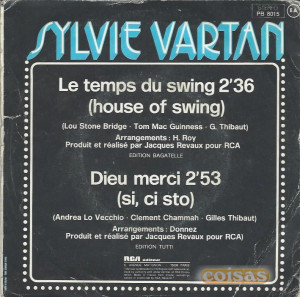 PB 8015
EA
SYLVIE VARTAN
Le temps du swing 2'36
(house of swing)
(Lou Stone Bridge - Tom Mac Guinness - G. Thibaut)
Arrangements : H. Roy
Produit et réalisé par Jacques Revaux pour RCA
EDITION BAGATELLE
Dieu merci 2'53
(si, ci sto)
(Andrea Lo Vecchio - Clement Chammah - Gilles Thibaut)
Arrangements : Donnez
Produit et réalisé par Jacques Revaux pour RCA)
EDITION TUTTI
RCA éditeur
coisas